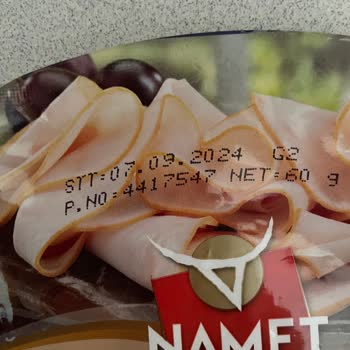 STT=07.09.2024 G2
P.NO=4417547 NET=60 g
NAMET